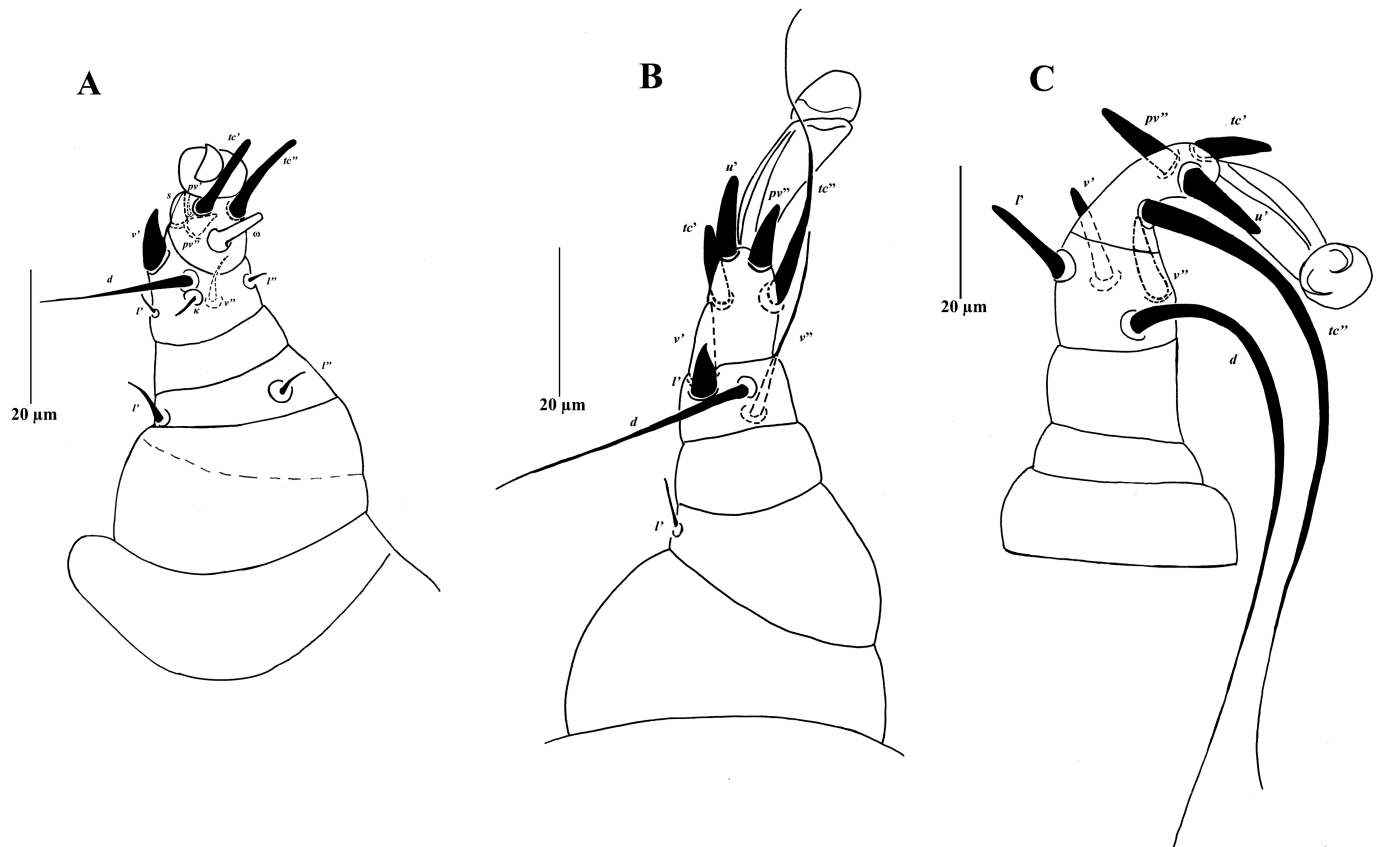 A
tc’
tc”
s
pv’
v’
pv”
ω
d
l”
κ
v”
l’
l”
l’
20 µm
B
u’
pv”
tc”
tc’
v’
v”
l’
d
l’
20 µm
C
pv”
tc’
l’
v’
u’
v”
tc”
d
20 µm